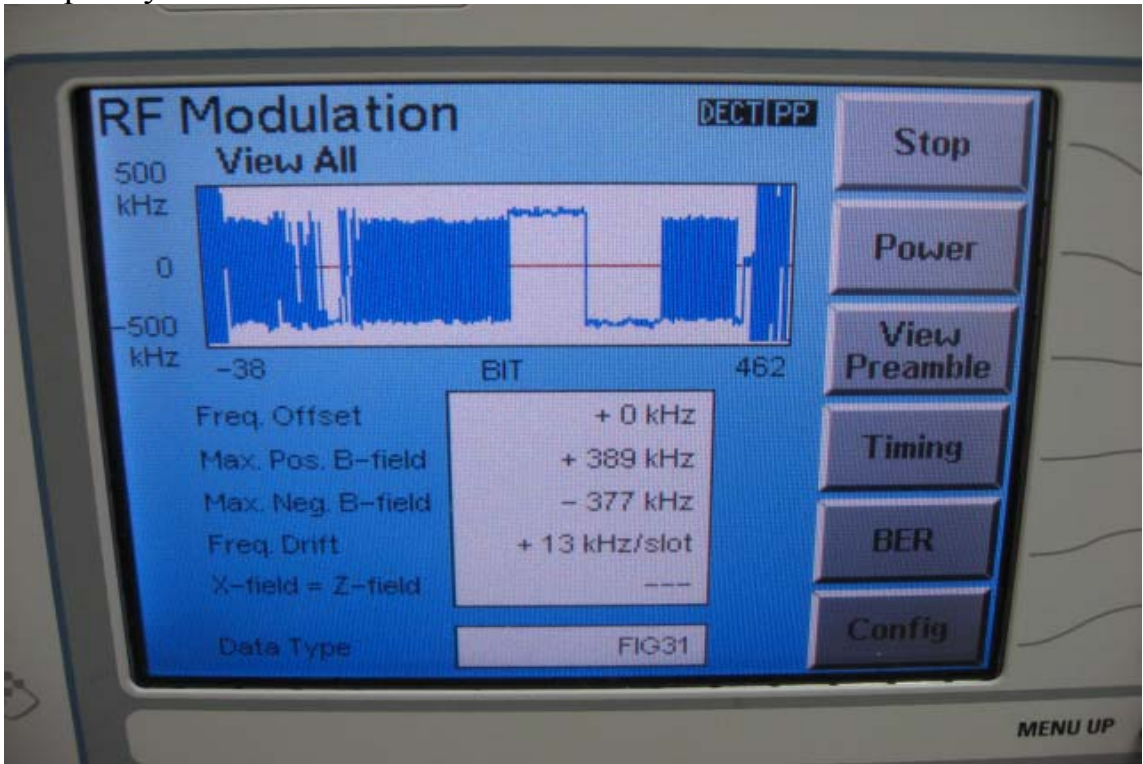 RF Modulation
DECT PP
View All
500
kHz
0
-500
kHz
-38
BIT
462
Freq. Offset
+ 0 kHz
Max. Pos. B-field
+ 389 kHz
Max. Neg. B-field
- 377 kHz
Freq. Drift
+ 13 kHz/slot
X-field = Z-field
---
Data Type
FIG31
Stop
Power
View
Preamble
Timing
BER
Config
MENU UP